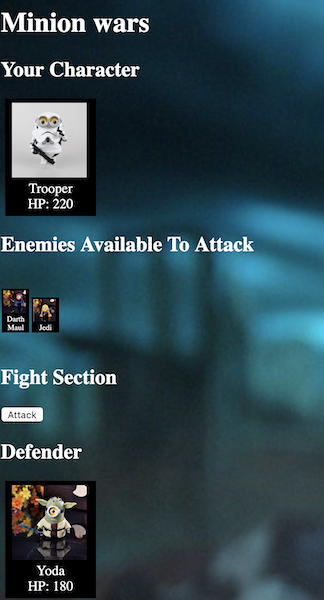 Minion wars
Your Character
Trooper
HP: 220
Enemies Available To Attack
Darth
Maul
Jedi
Fight Section
Attack
Defender
Yoda
HP: 180